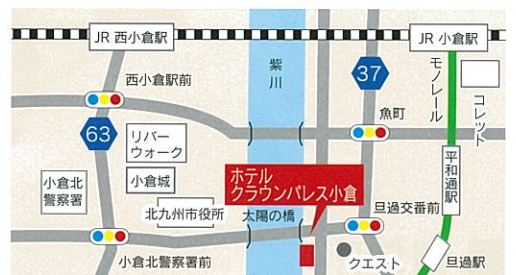 JR 西小倉駅
JR 小倉駅
紫川
37
モノレール
コレット
西小倉駅前
魚町
63
リバー
ウォーク
小倉城
小倉北
警察署
ホテル
クラウンパレス小倉
平和通駅
北九州市役所
太陽の橋
旦過交番前
小倉北警察署前
クエスト
旦過駅